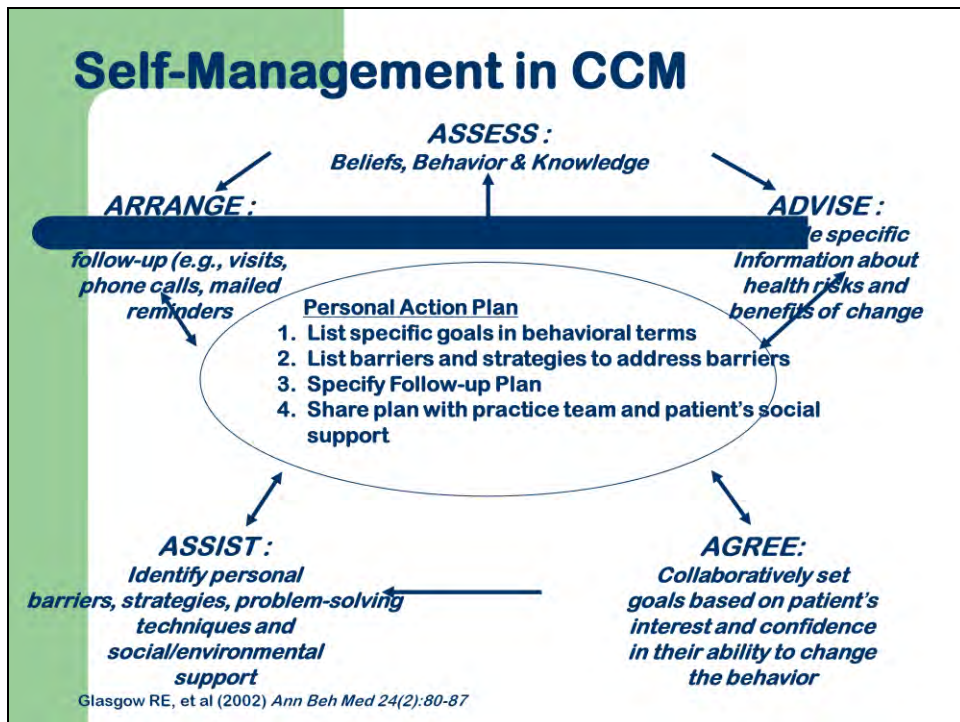 Self-Management in CCM
ASSESS :
Beliefs, Behavior & Knowledge
ARRANGE :
follow-up (e.g., visits,
phone calls, mailed
reminders
ADVISE :
specific
Information about
health risks and
benefits of change
Personal Action Plan
1. List specific goals in behavioral terms
2. List barriers and strategies to address barriers
3. Specify Follow-up Plan
4. Share plan with practice team and patient's social
support
ASSIST :
Identify personal
barriers, strategies, problem-solving
techniques and
social/environmental
support
AGREE:
Collaboratively set
goals based on patient's
interest and confidence
in their ability to change
the behavior
Glasgow RE, et al (2002) Ann Beh Med 24(2):80-87